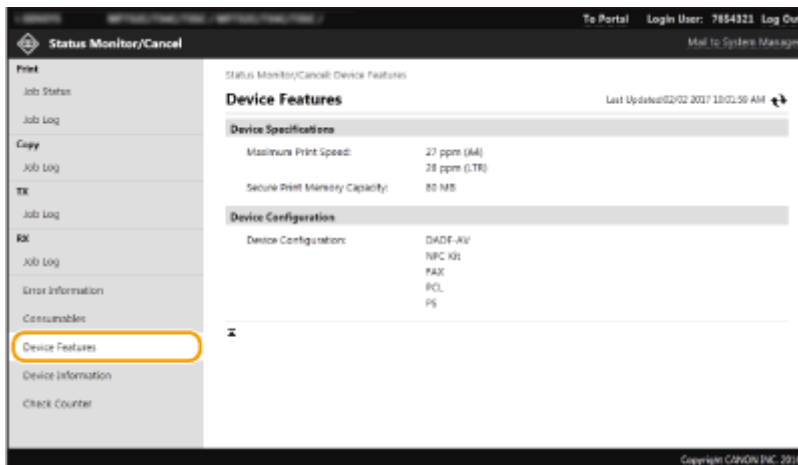 To Portal Login User: 7654321 Log Out
Status Monitor/Cancel
Mail to System Manager
Print
Job Status
Job Log
Copy
Job Log
TX
Job Log
RX
Job Log
Error Information
Consumables
Device Features
Device Information
Check Counter
Status Monitor/Cancel: Device Features
Device Features
Last Updated:02/02 2017 10:01:59 AM
Device Specifications
Maximum Print Speed: 27 ppm (A4)
28 ppm (LTR)
Secure Print Memory Capacity: 80 MB
Device Configuration
Device Configuration: DADF-AV
NFC Kit
FAX
PCL
PS
Copyright CANON INC.